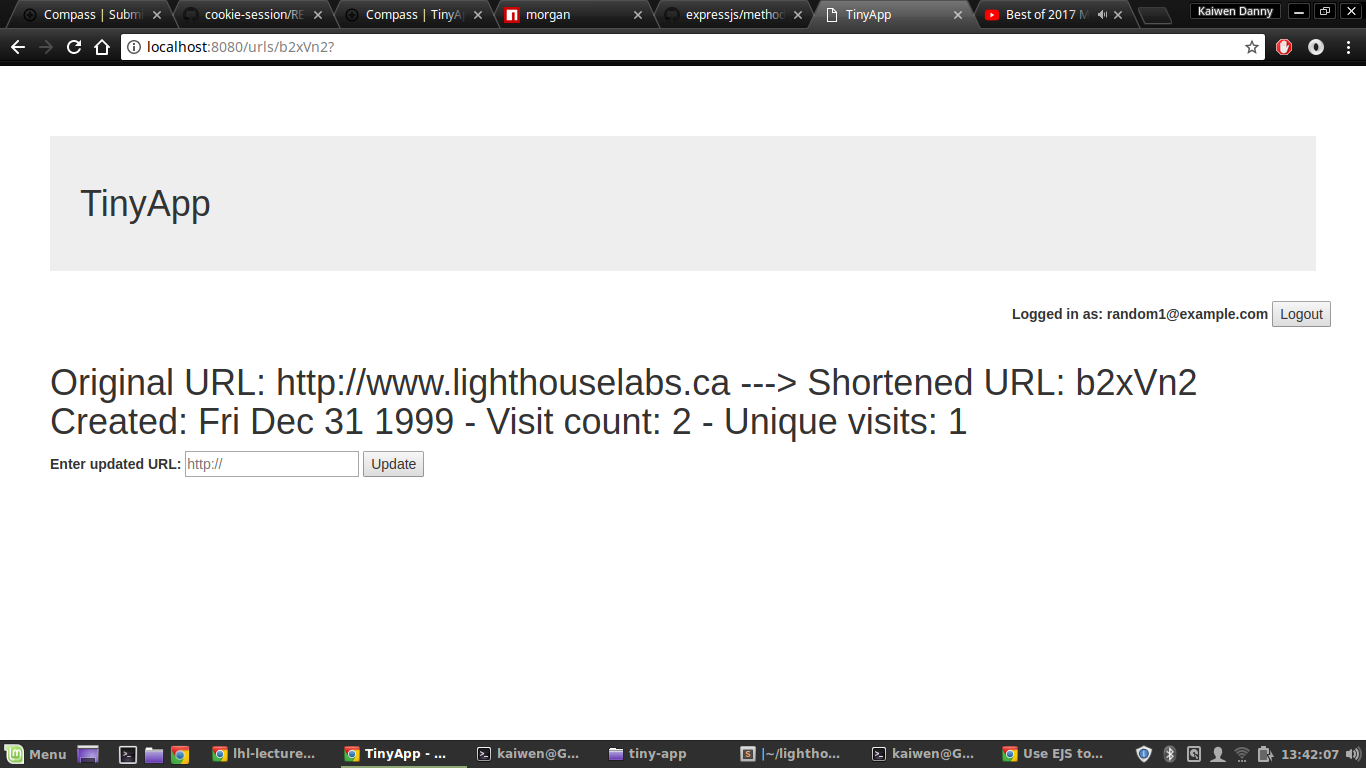 Compass | Submi
cookie-session/RE
Compass | TinyAp
morgan
expressjs/method
TinyApp
Best of 2017 M
Kaiwen Danny
localhost:8080/urls/b2xVn2?
TinyApp
Logged in as: random1@example.com Logout
Original URL: http://www.lighthouselabs.ca ---> Shortened URL: b2xVn2
Created: Fri Dec 31 1999 - Visit count: 2 - Unique visits: 1
Enter updated URL: http:// Update
Menu
lhl-lecture...
TinyApp - ...
kaiwen@G...
tiny-app
|~/lightho...
kaiwen@G...
Use EJS to...
13:42:07